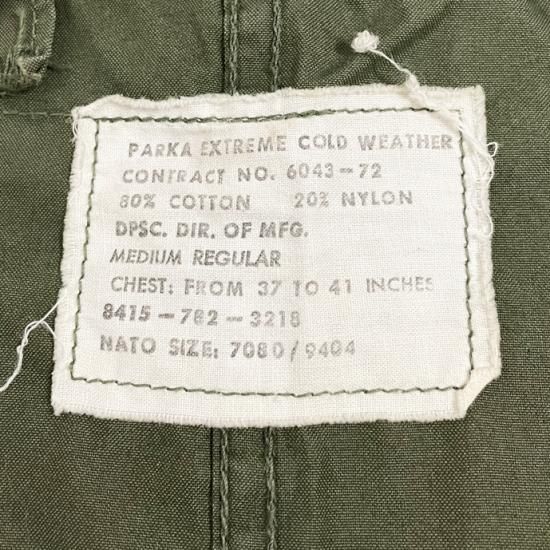 PARKA EXTREME COLD WEATHER
CONTRACT NO. 6043-72
80% COTTON 20% NYLON
DPSC. DIR. OF MFG.
MEDIUM REGULAR
CHEST: FROM 37 TO 41 INCHES
8415-782-3218
NATO SIZE: 7080/9404